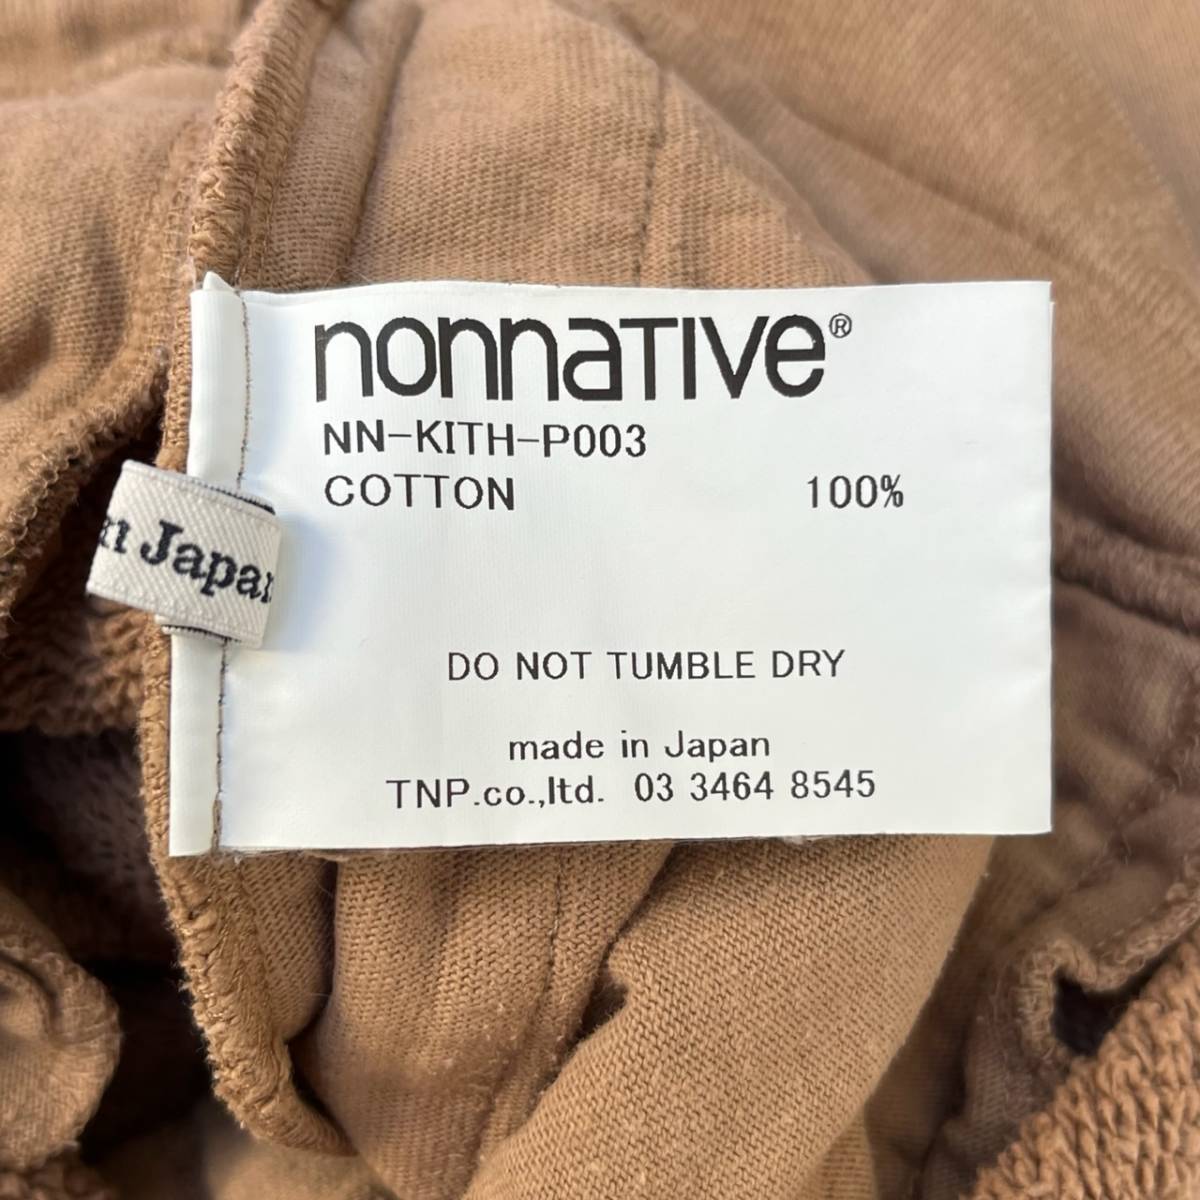 nonnaTIVe®
NN-KITH-P003
COTTON 100%
Japan
DO NOT TUMBLE DRY
made in Japan
TNP.co.,ltd. 03 3464 8545